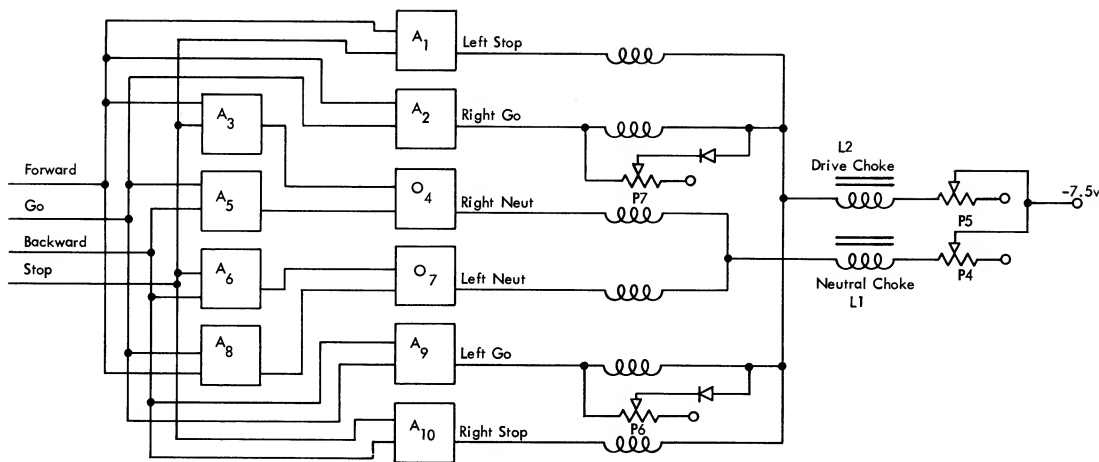 A1
Left Stop
A2
Right Go
A3
L2
Drive Choke
Forward
P7
O4
Go
A5
Right Neut
P5
-7.5v
Backward
Stop
A6
O7
Left Neut
Neutral Choke
L1
P4
A8
A9
Left Go
P6
A10
Right Stop